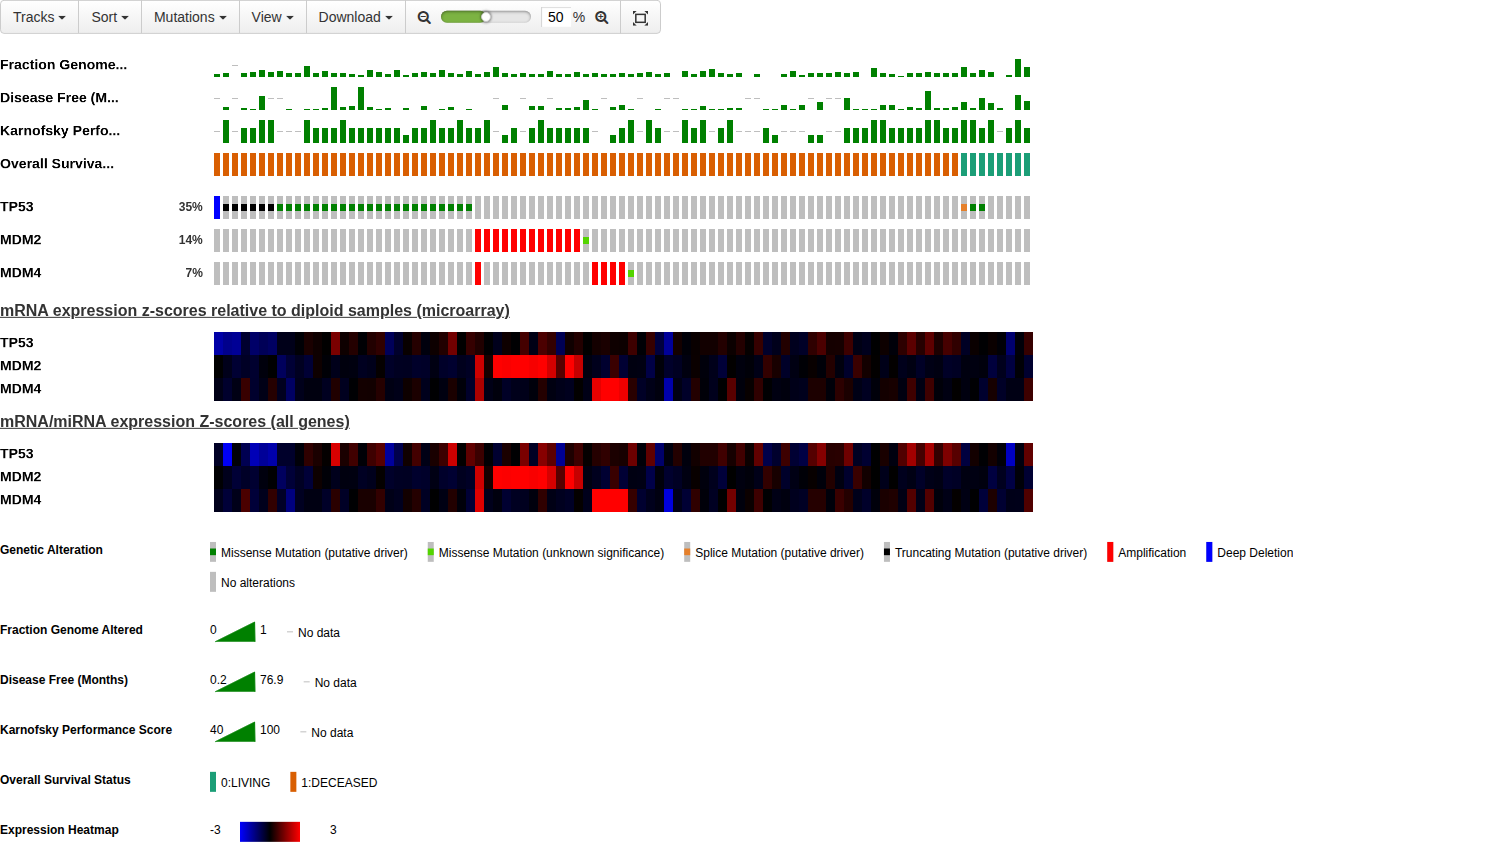 Tracks Sort Mutations View Download 50 %
Fraction Genome...
Disease Free (M...
Karnofsky Perfo...
Overall Surviva...
TP53 35%
MDM2 14%
MDM4 7%
mRNA expression z-scores relative to diploid samples (microarray)
TP53
MDM2
MDM4
mRNA/miRNA expression Z-scores (all genes)
TP53
MDM2
MDM4
Genetic Alteration Missense Mutation (putative driver) Missense Mutation (unknown significance) Splice Mutation (putative driver) Truncating Mutation (putative driver) Amplification Deep Deletion
No alterations
Fraction Genome Altered 0 1 No data
Disease Free (Months) 0.2 76.9 No data
Karnofsky Performance Score 40 100 No data
Overall Survival Status 0:LIVING 1:DECEASED
Expression Heatmap -3 3